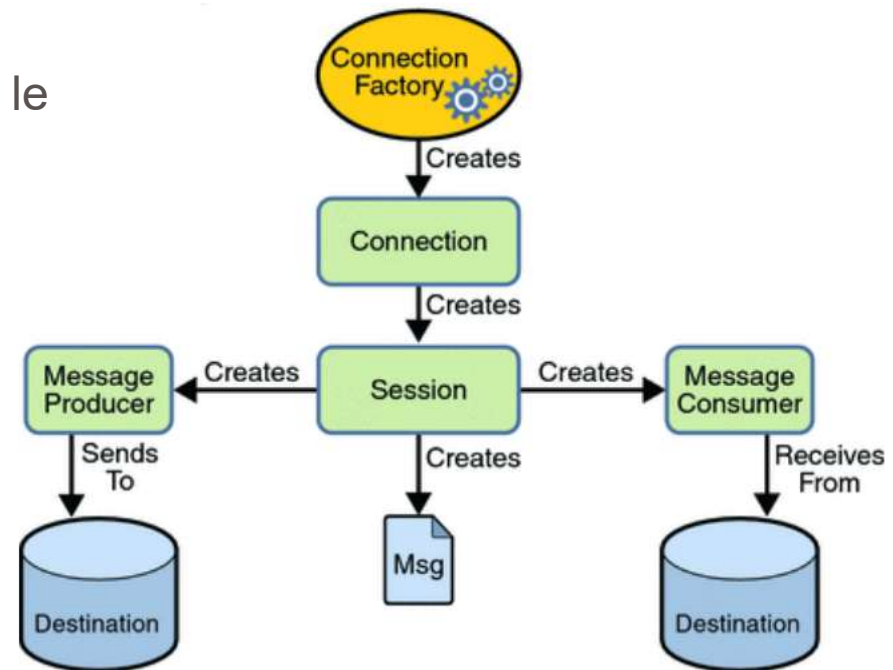 le
Connection
Factory
Creates
Connection
Creates
Message
Producer
Creates
Session
Creates
Message
Consumer
Sends
To
Creates
Receives
From
Msg
Destination
Destination